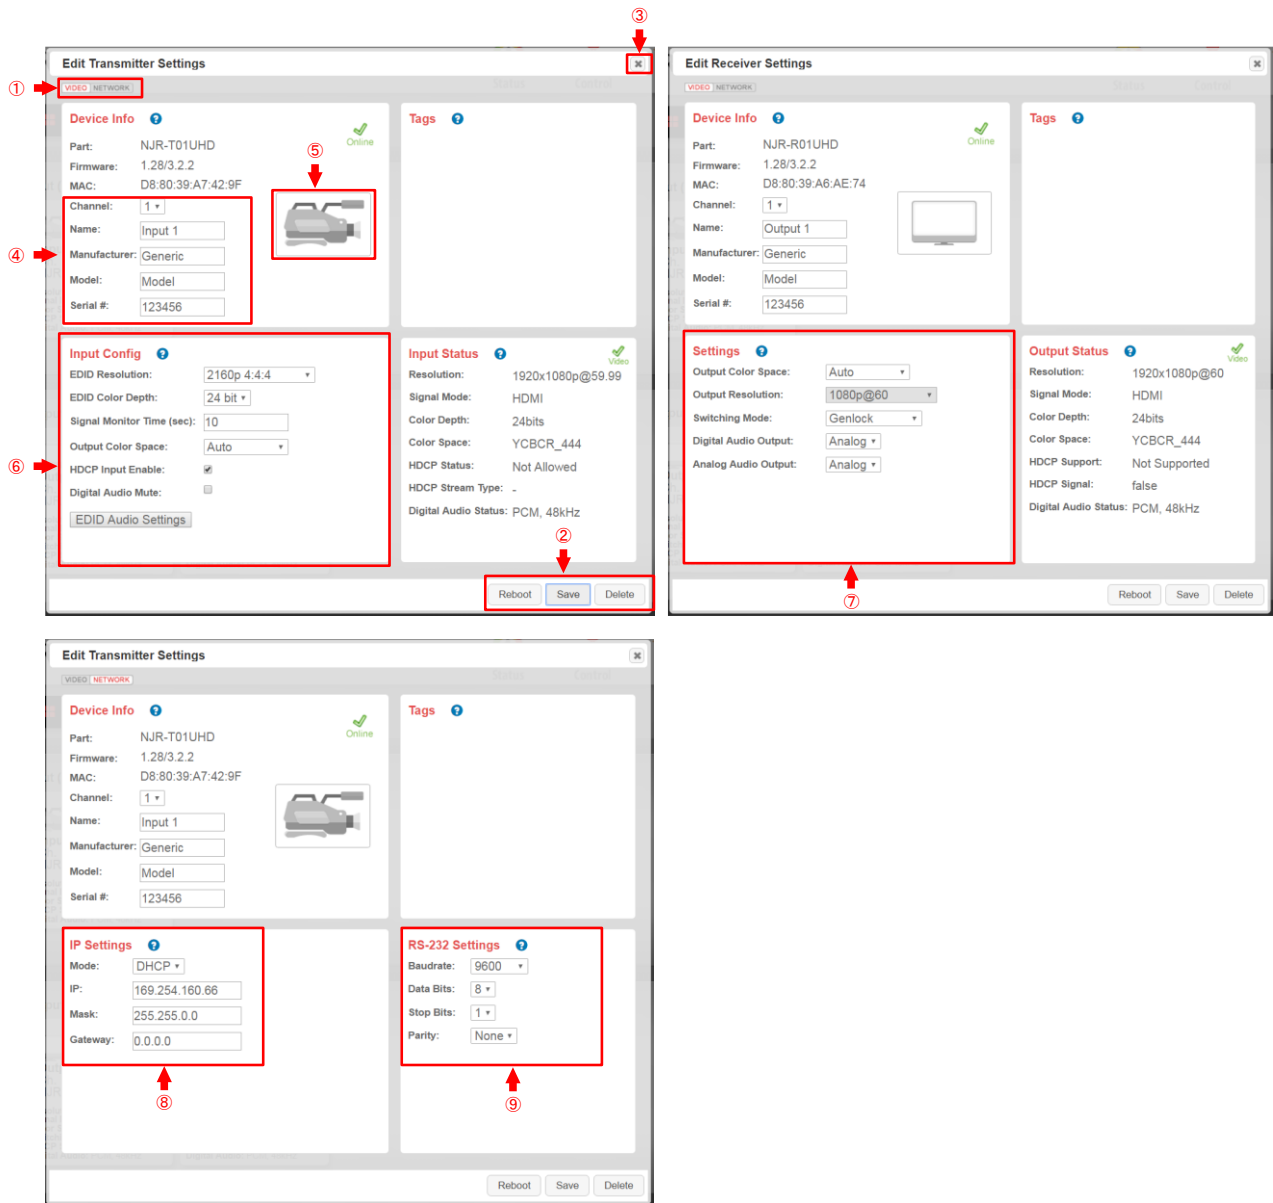 ③
Edit Transmitter Settings
①
VIDEO NETWORK
Status Control
Device Info
Online
Part: NJR-T01UHD
Firmware: 1.28/3.2.2
MAC: D8:80:39:A7:42:9F
Channel: 1
Name: Input 1
④
Manufacturer: Generic
Model: Model
Serial #: 123456
⑤
Tags
⑥
Input Config
EDID Resolution: 2160p 4:4:4
EDID Color Depth: 24 bit
Signal Monitor Time (sec): 10
Output Color Space: Auto
HDCP Input Enable:
Digital Audio Mute:
EDID Audio Settings
Input Status
Video
Resolution: 1920x1080p@59.99
Signal Mode: HDMI
Color Depth: 24bits
Color Space: YCBCR_444
HDCP Status: Not Allowed
HDCP Stream Type: -
Digital Audio Status: PCM, 48kHz
②
Reboot Save Delete
Edit Receiver Settings
VIDEO NETWORK
Status Control
Device Info
Online
Part: NJR-R01UHD
Firmware: 1.28/3.2.2
MAC: D8:80:39:A6:AE:74
Channel: 1
Name: Output 1
Manufacturer: Generic
Model: Model
Serial #: 123456
Tags
Settings
Output Color Space: Auto
Output Resolution: 1080p@60
Switching Mode: Genlock
Digital Audio Output: Analog
Analog Audio Output: Analog
⑦
Output Status
Video
Resolution: 1920x1080p@60
Signal Mode: HDMI
Color Depth: 24bits
Color Space: YCBCR_444
HDCP Support: Not Supported
HDCP Signal: false
Digital Audio Status: PCM, 48kHz
Reboot Save Delete
Edit Transmitter Settings
VIDEO NETWORK
Status Control
Device Info
Online
Part: NJR-T01UHD
Firmware: 1.28/3.2.2
MAC: D8:80:39:A7:42:9F
Channel: 1
Name: Input 1
Manufacturer: Generic
Model: Model
Serial #: 123456
Tags
IP Settings
Mode: DHCP
IP: 169.254.160.66
Mask: 255.255.0.0
Gateway: 0.0.0.0
⑧
RS-232 Settings
Baudrate: 9600
Data Bits: 8
Stop Bits: 1
Parity: None
⑨
Reboot Save Delete